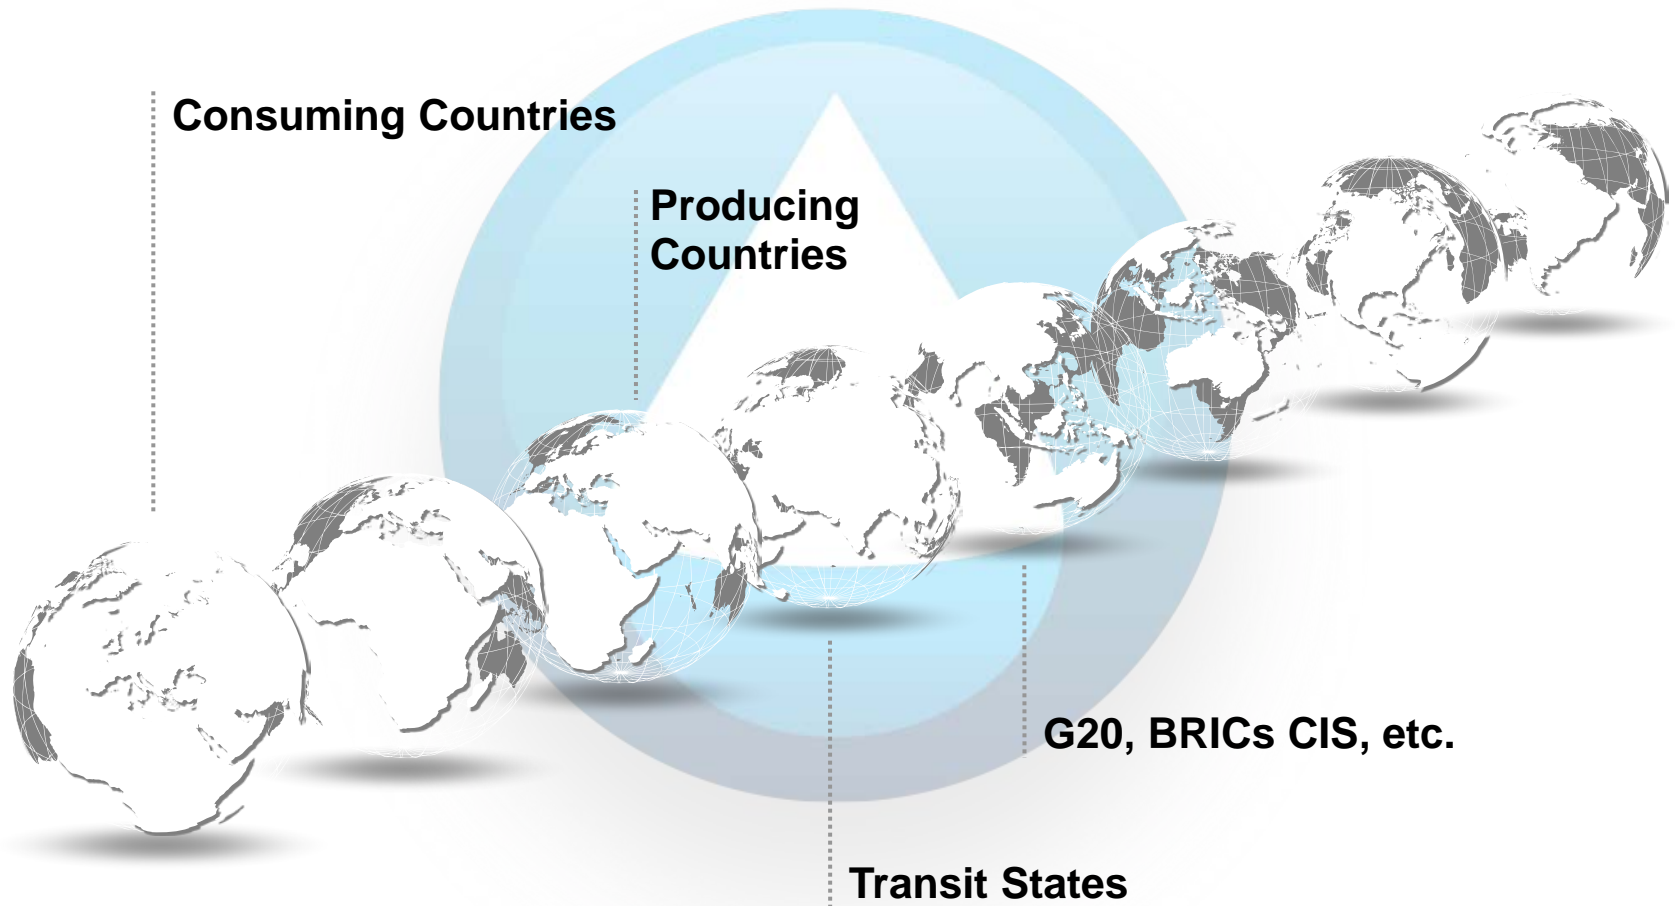 Consuming Countries
Producing
Countries
G20, BRICs CIS, etc.
Transit States